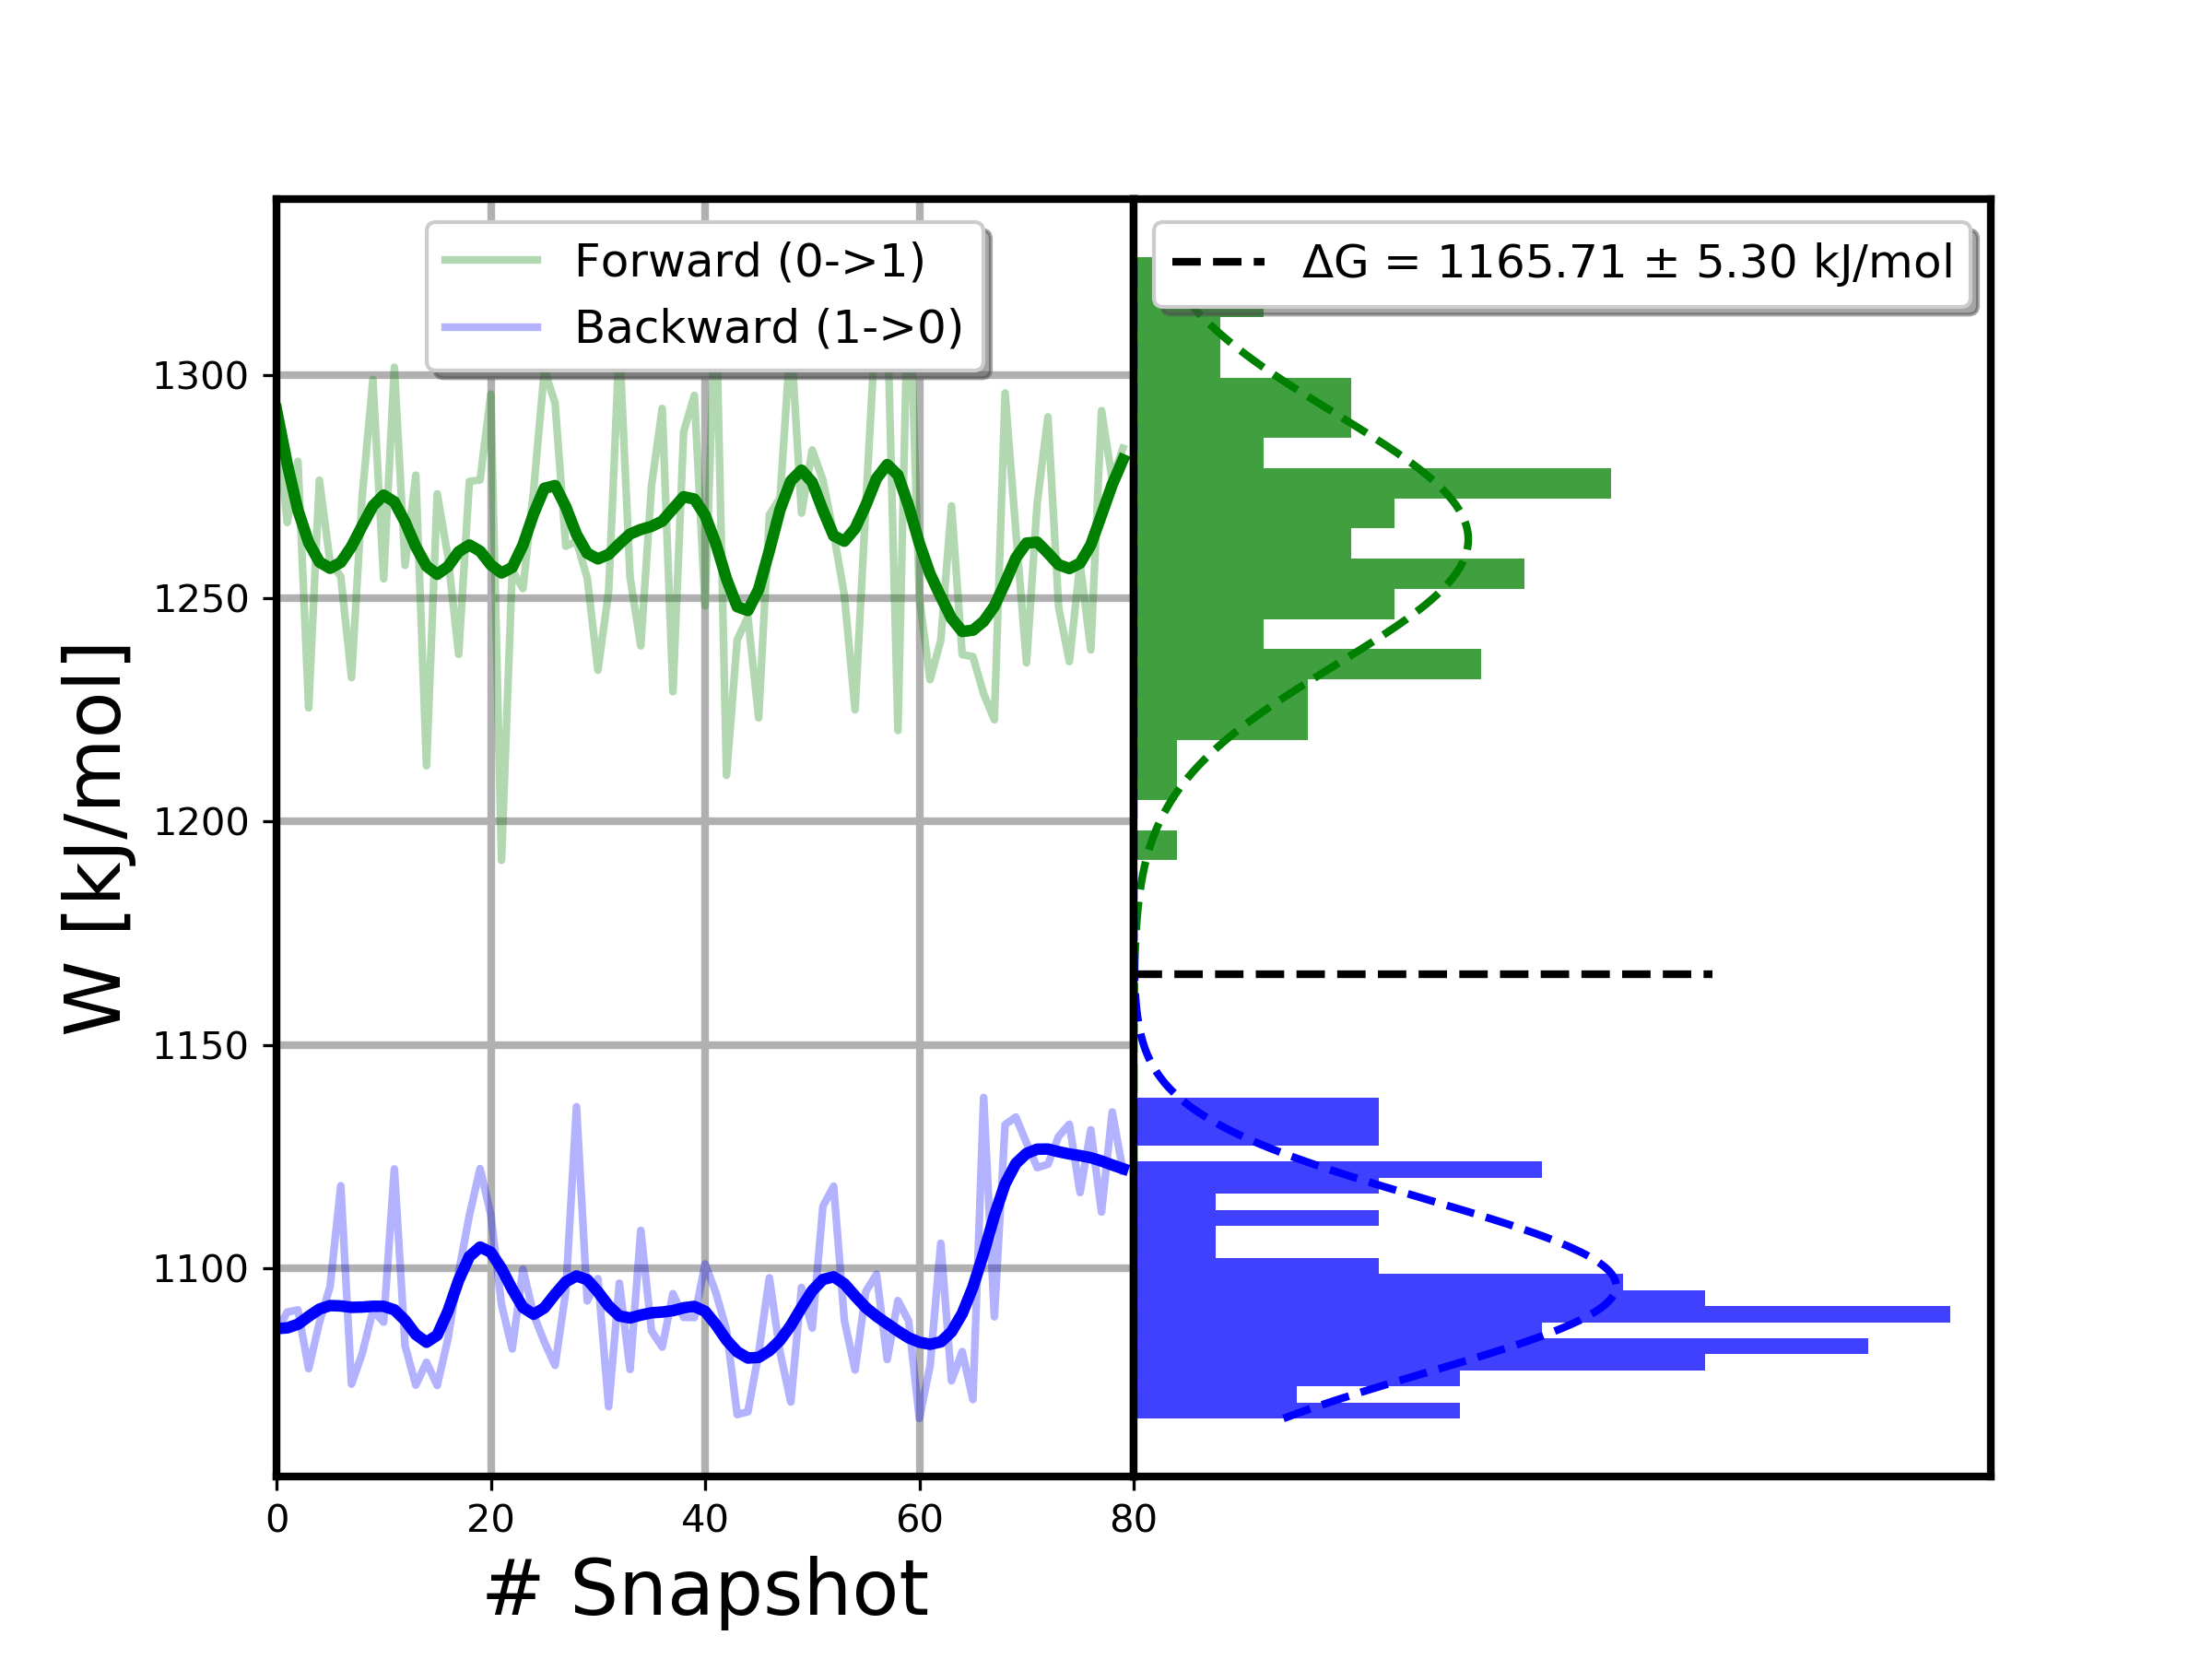 Forward (0->1)
Backward (1->0)
ΔG = 1165.71 ± 5.30 kJ/mol
W [kJ/mol]
1300
1250
1200
1150
1100
0 20 40 60 80
# Snapshot